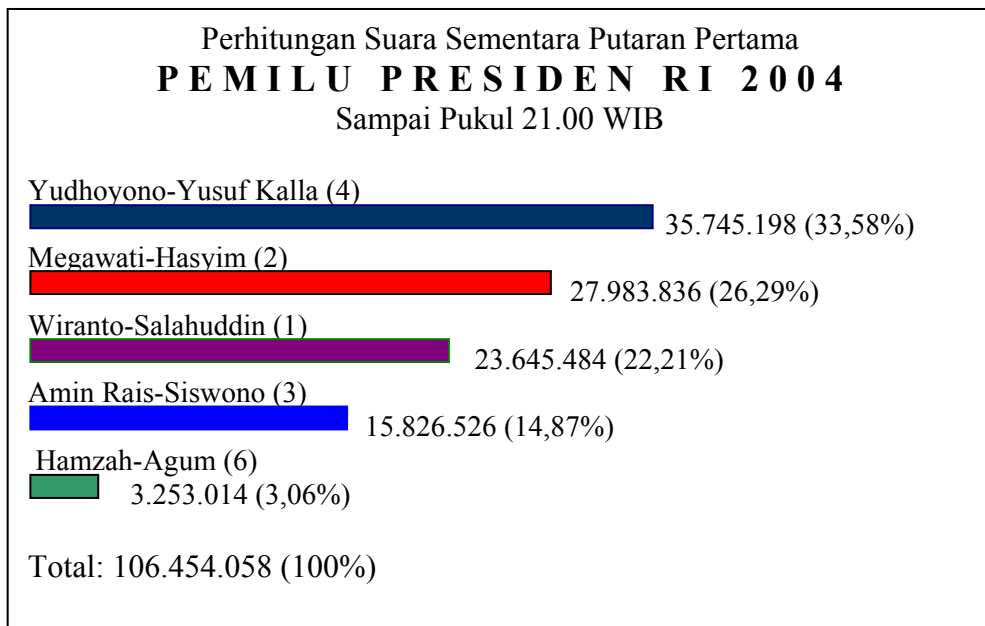 Perhitungan Suara Sementara Putaran Pertama
PEMILU PRESIDEN RI 2004
Sampai Pukul 21.00 WIB
Yudhoyono-Yusuf Kalla (4)
35.745.198 (33,58%)
Megawati-Hasyim (2)
27.983.836 (26,29%)
Wiranto-Salahuddin (1)
23.645.484 (22,21%)
Amin Rais-Siswono (3)
15.826.526 (14,87%)
Hamzah-Agum (6)
3.253.014 (3,06%)
Total: 106.454.058 (100%)